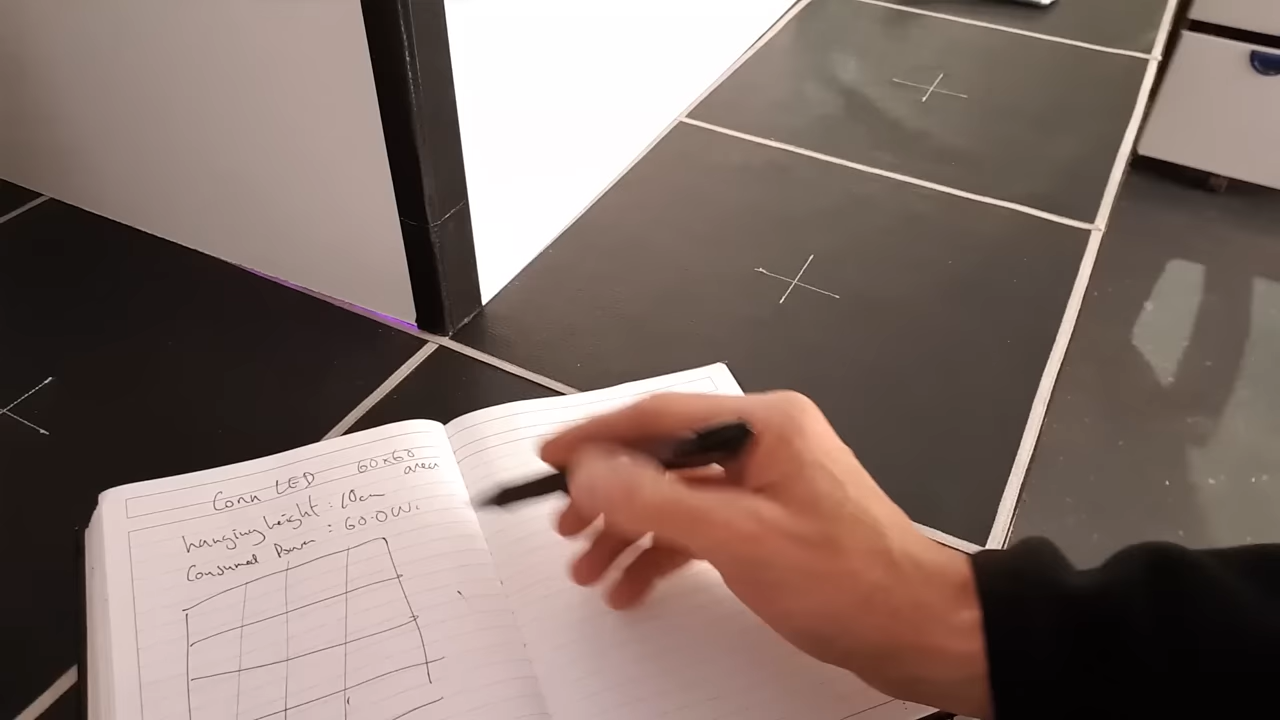 Corn LED 60x60
area
hanging height : 10cm
Consumed Power : 60.0W